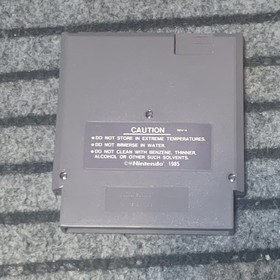 CAUTION
●DO NOT STORE IN EXTREME TEMPERATURES.
●DO NOT IMMERSE IN WATER.
●DO NOT CLEAN WITH BENZENE, THINNER,
ALCOHOL OR OTHER SUCH SOLVENTS.
Nintendo 1985